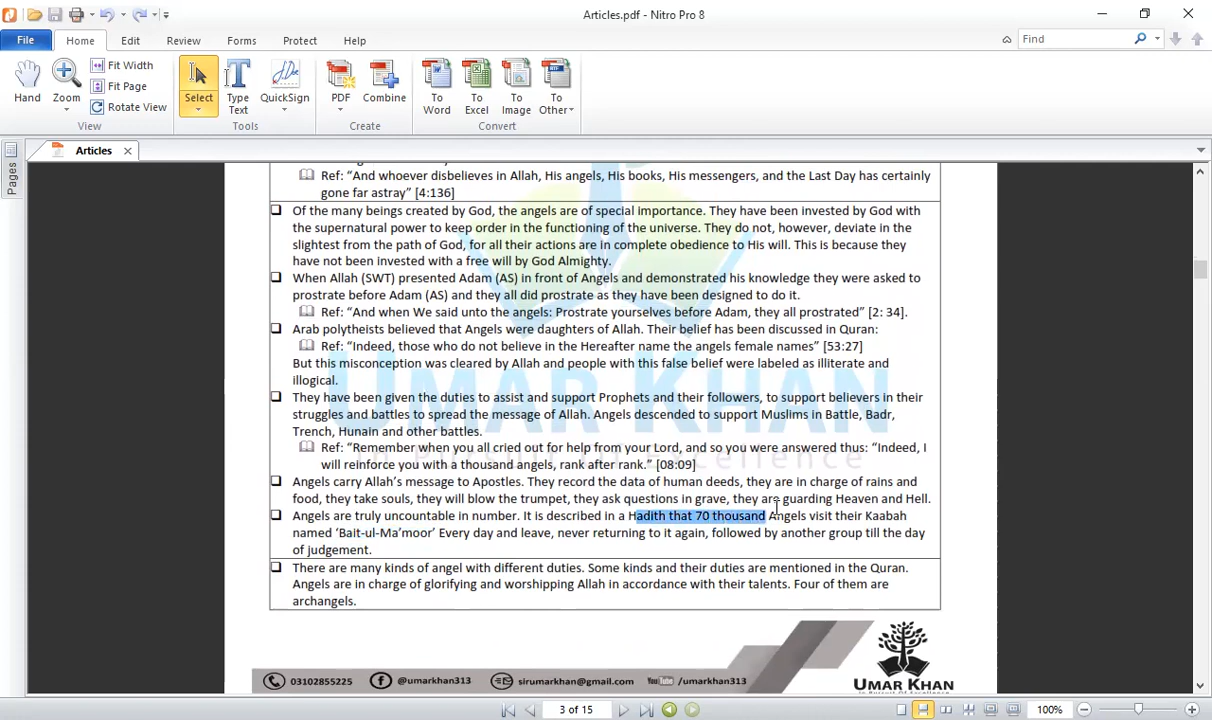 Articles.pdf - Nitro Pro 8
File Home Edit Review Forms Protect Help Find
Hand Zoom Fit Width Fit Page Rotate View Select Type Text QuickSign PDF Combine To Word To Excel To Image To Other
View Tools Create Convert
Articles
Pages
Ref: “And whoever disbelieves in Allah, His angels, His books, His messengers, and the Last Day has certainly
gone far astray” [4:136]
Of the many beings created by God, the angels are of special importance. They have been invested by God with
the supernatural power to keep order in the functioning of the universe. They do not, however, deviate in the
slightest from the path of God, for all their actions are in complete obedience to His will. This is because they
have not been invested with a free will by God Almighty.
When Allah (SWT) presented Adam (AS) in front of Angels and demonstrated his knowledge they were asked to
prostrate before Adam (AS) and they all did prostrate as they have been designed to do it.
Ref: “And when We said unto the angels: Prostrate yourselves before Adam, they all prostrated” [2: 34].
Arab polytheists believed that Angels were daughters of Allah. Their belief has been discussed in Quran:
Ref: “Indeed, those who do not believe in the Hereafter name the angels female names” [53:27]
But this misconception was cleared by Allah and people with this false belief were labeled as illiterate and
illogical.
They have been given the duties to assist and support Prophets and their followers, to support believers in their
struggles and battles to spread the message of Allah. Angels descended to support Muslims in Battle, Badr,
Trench, Hunain and other battles.
Ref: “Remember when you all cried out for help from your Lord, and so you were answered thus: “Indeed, I
will reinforce you with a thousand angels, rank after rank.” [08:09]
Angels carry Allah’s message to Apostles. They record the data of human deeds, they are in charge of rains and
food, they take souls, they will blow the trumpet, they ask questions in grave, they are guarding Heaven and Hell.
Angels are truly uncountable in number. It is described in a Hadith that 70 thousand Angels visit their Kaabah
named ‘Bait-ul-Ma’moor’ Every day and leave, never returning to it again, followed by another group till the day
of judgement.
There are many kinds of angel with different duties. Some kinds and their duties are mentioned in the Quran.
Angels are in charge of glorifying and worshipping Allah in accordance with their talents. Four of them are
archangels.
UMAR KHAN
In Pursuit Of Excellence
03102855225 @umarkhan313 sirumarkhan@gmail.com YouTube /umarkhan313
UMAR KHAN
3 of 15 100%